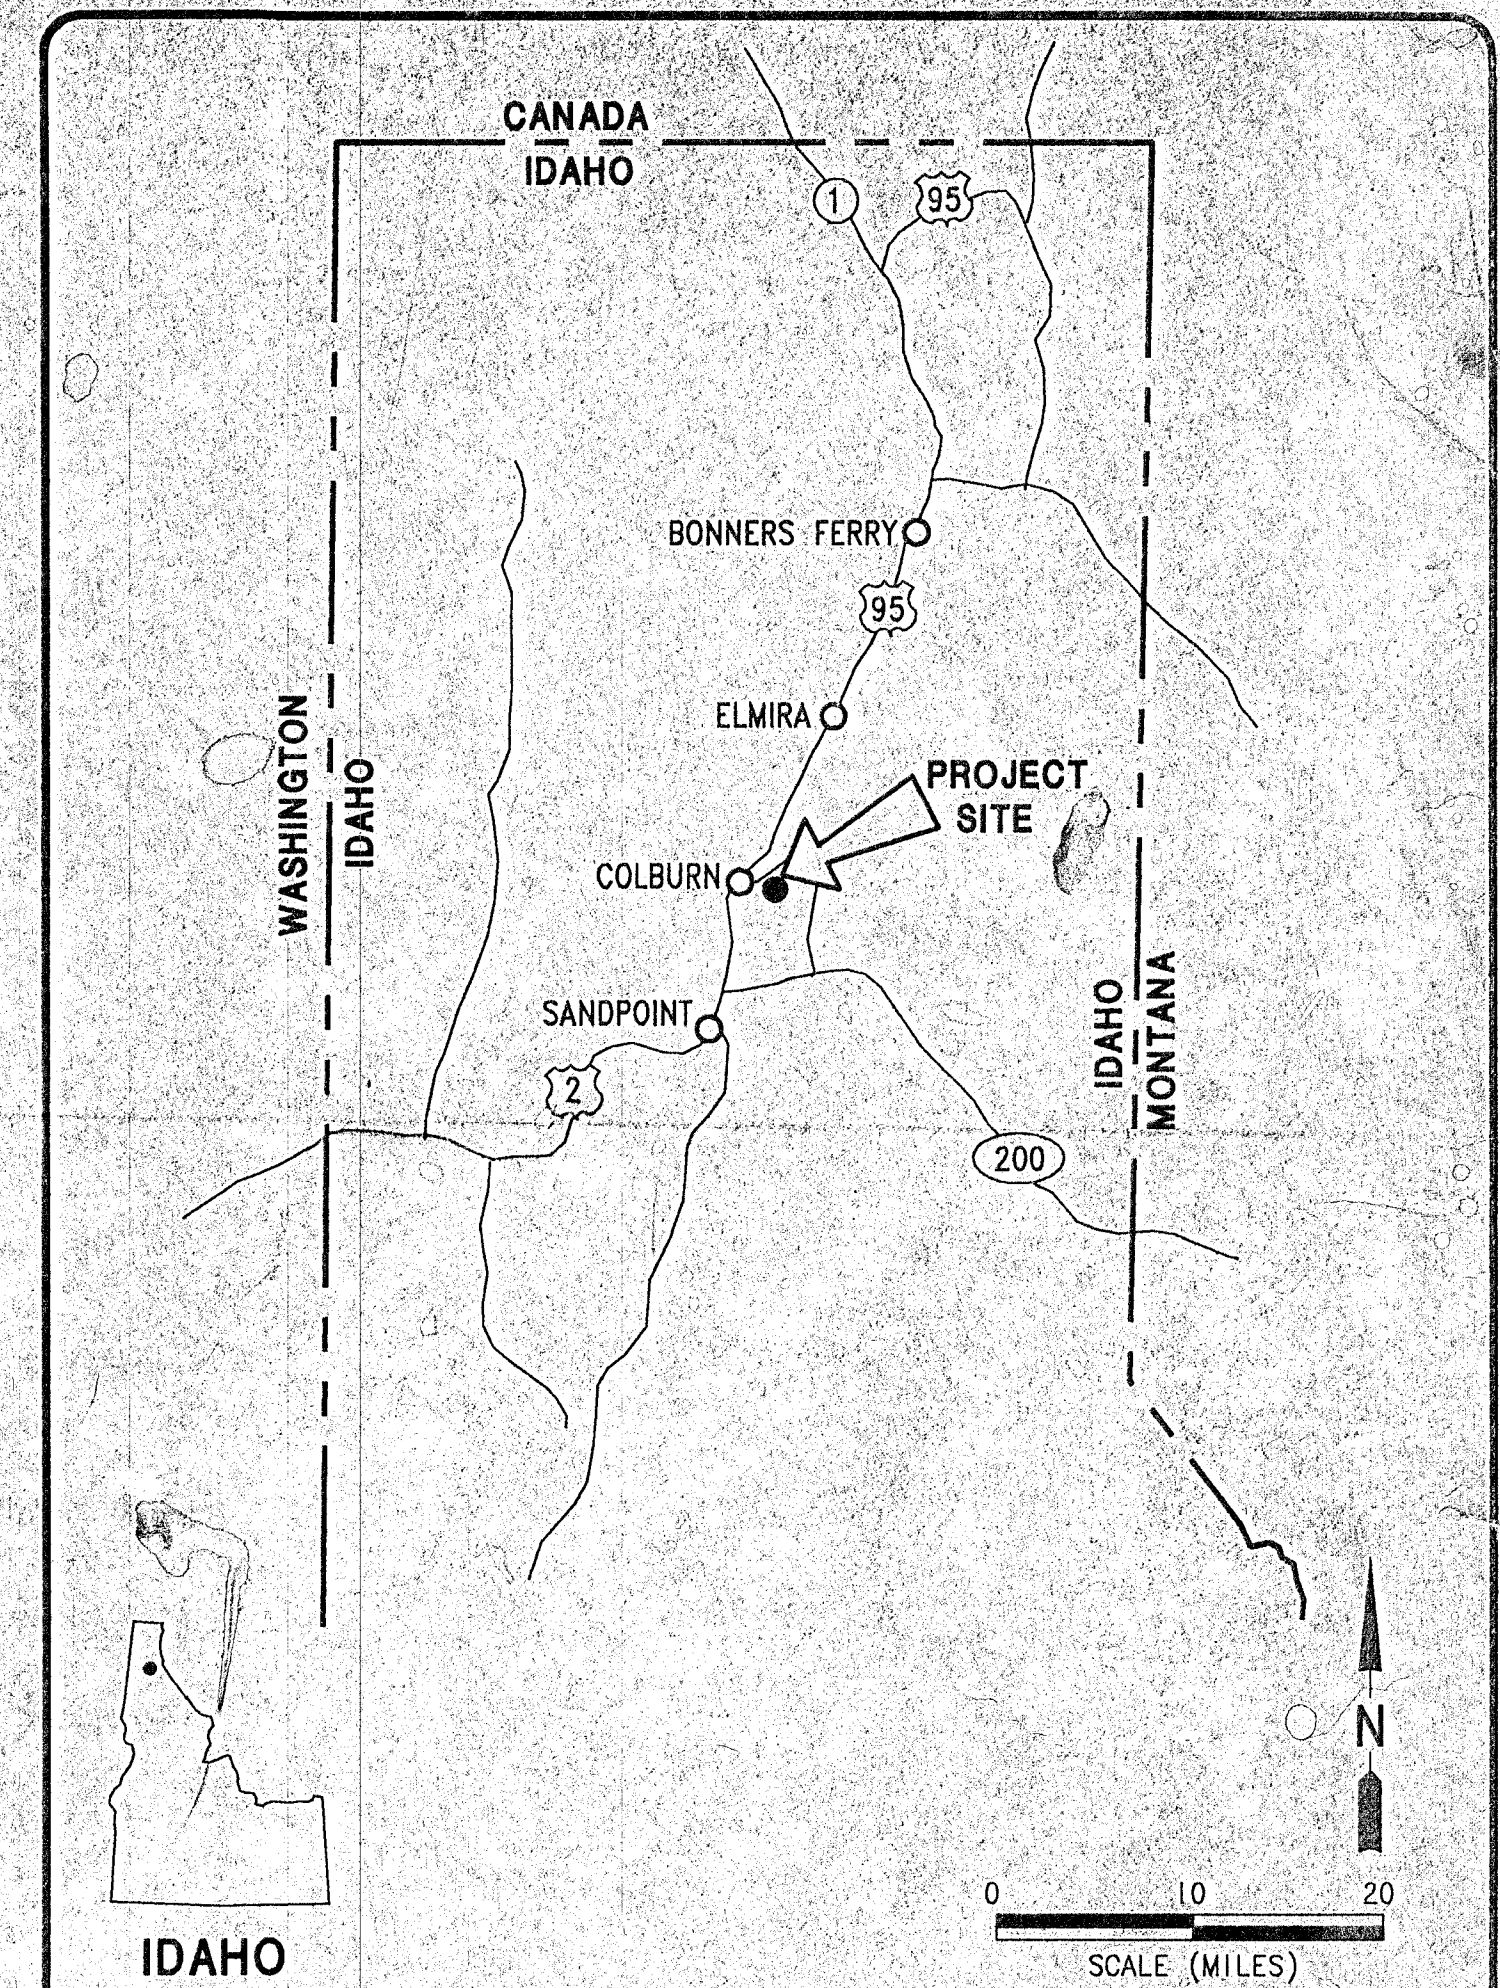 CANADA
IDAHO
1
95
BONNERS FERRY
95
ELMIRA
WASHINGTON
IDAHO
PROJECT
SITE
COLBURN
IDAHO
MONTANA
SANDPOINT
2
200
N
0 10 20
SCALE (MILES)
IDAHO